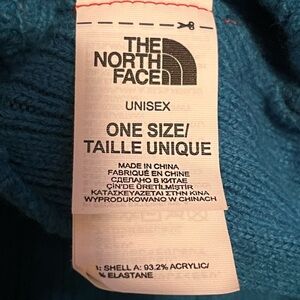 THE
NORTH
FACE
UNISEX
ONE SIZE/
TAILLE UNIQUE
MADE IN CHINA
FABRIQUÉ EN CHINE
СДЕЛАНО В КИТАЕ
ÇİN'DE ÜRETİLMİŞTİR
ΚΑΤΑΣΚΕΥΑΖΕΤΑΙ ΣΤΗΝ ΚΙΝΑ
WYPRODUKOWANO W CHINACH
SHELL A: 93.2% ACRYLIC/
% ELASTANE